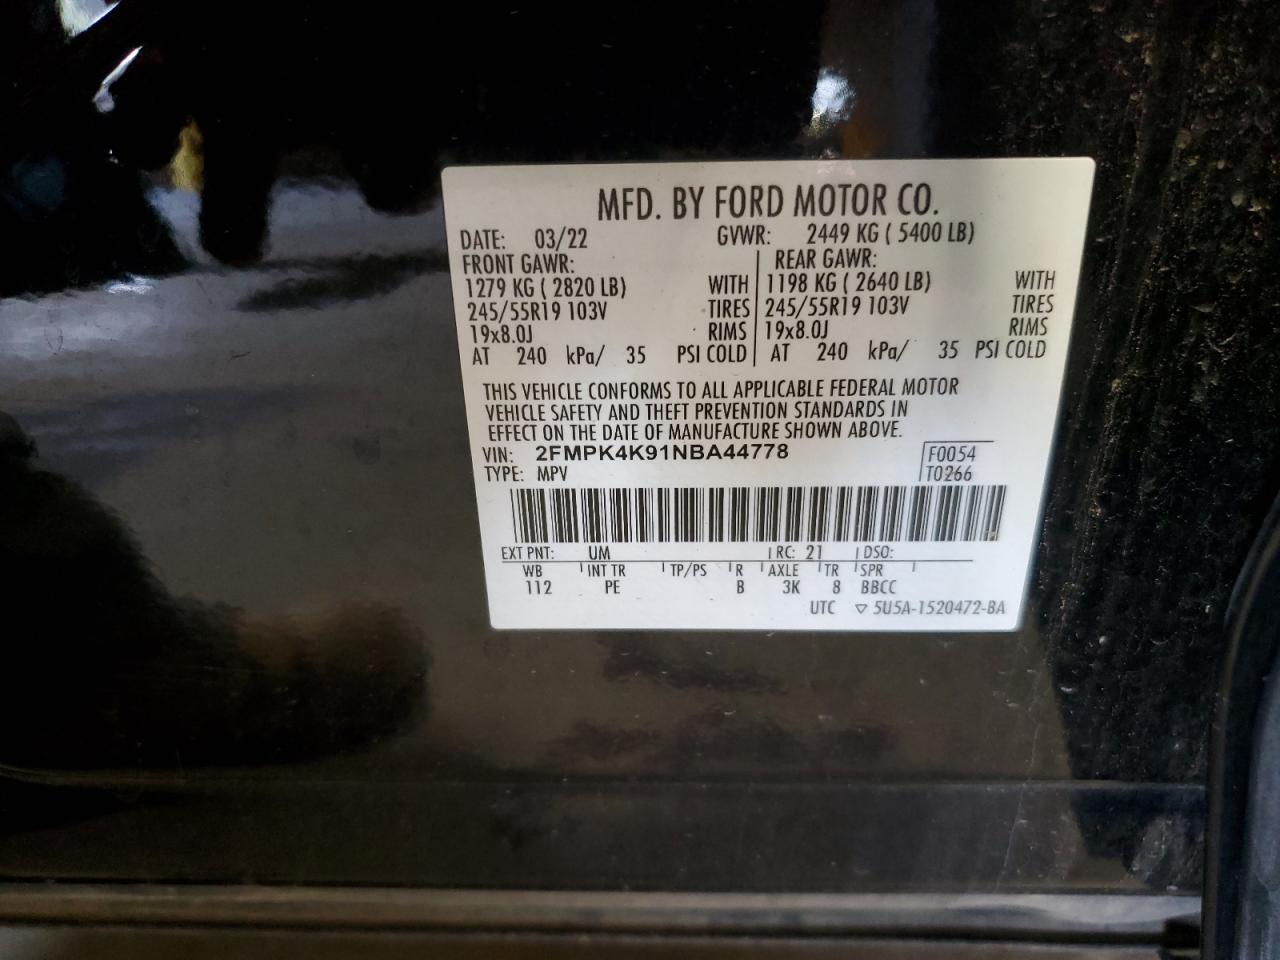 MFD. BY FORD MOTOR CO.
DATE: 03/22 GVWR: 2449 KG ( 5400 LB)
FRONT GAWR: REAR GAWR:
1279 KG ( 2820 LB) WITH 1198 KG ( 2640 LB) WITH
245/55R19 103V TIRES 245/55R19 103V TIRES
19x8.0J RIMS 19x8.0J RIMS
AT 240 kPa/ 35 PSI COLD AT 240 kPa/ 35 PSI COLD
THIS VEHICLE CONFORMS TO ALL APPLICABLE FEDERAL MOTOR
VEHICLE SAFETY AND THEFT PREVENTION STANDARDS IN
EFFECT ON THE DATE OF MANUFACTURE SHOWN ABOVE.
VIN: 2FMPK4K91NBA44778 F0054
TYPE: MPV T0266
EXT PNT: UM RC: 21 DSO:
WB INT TR TP/PS R AXLE TR SPR
112 PE B 3K 8 BBCC
UTC ▽ 5U5A-1520472-BA